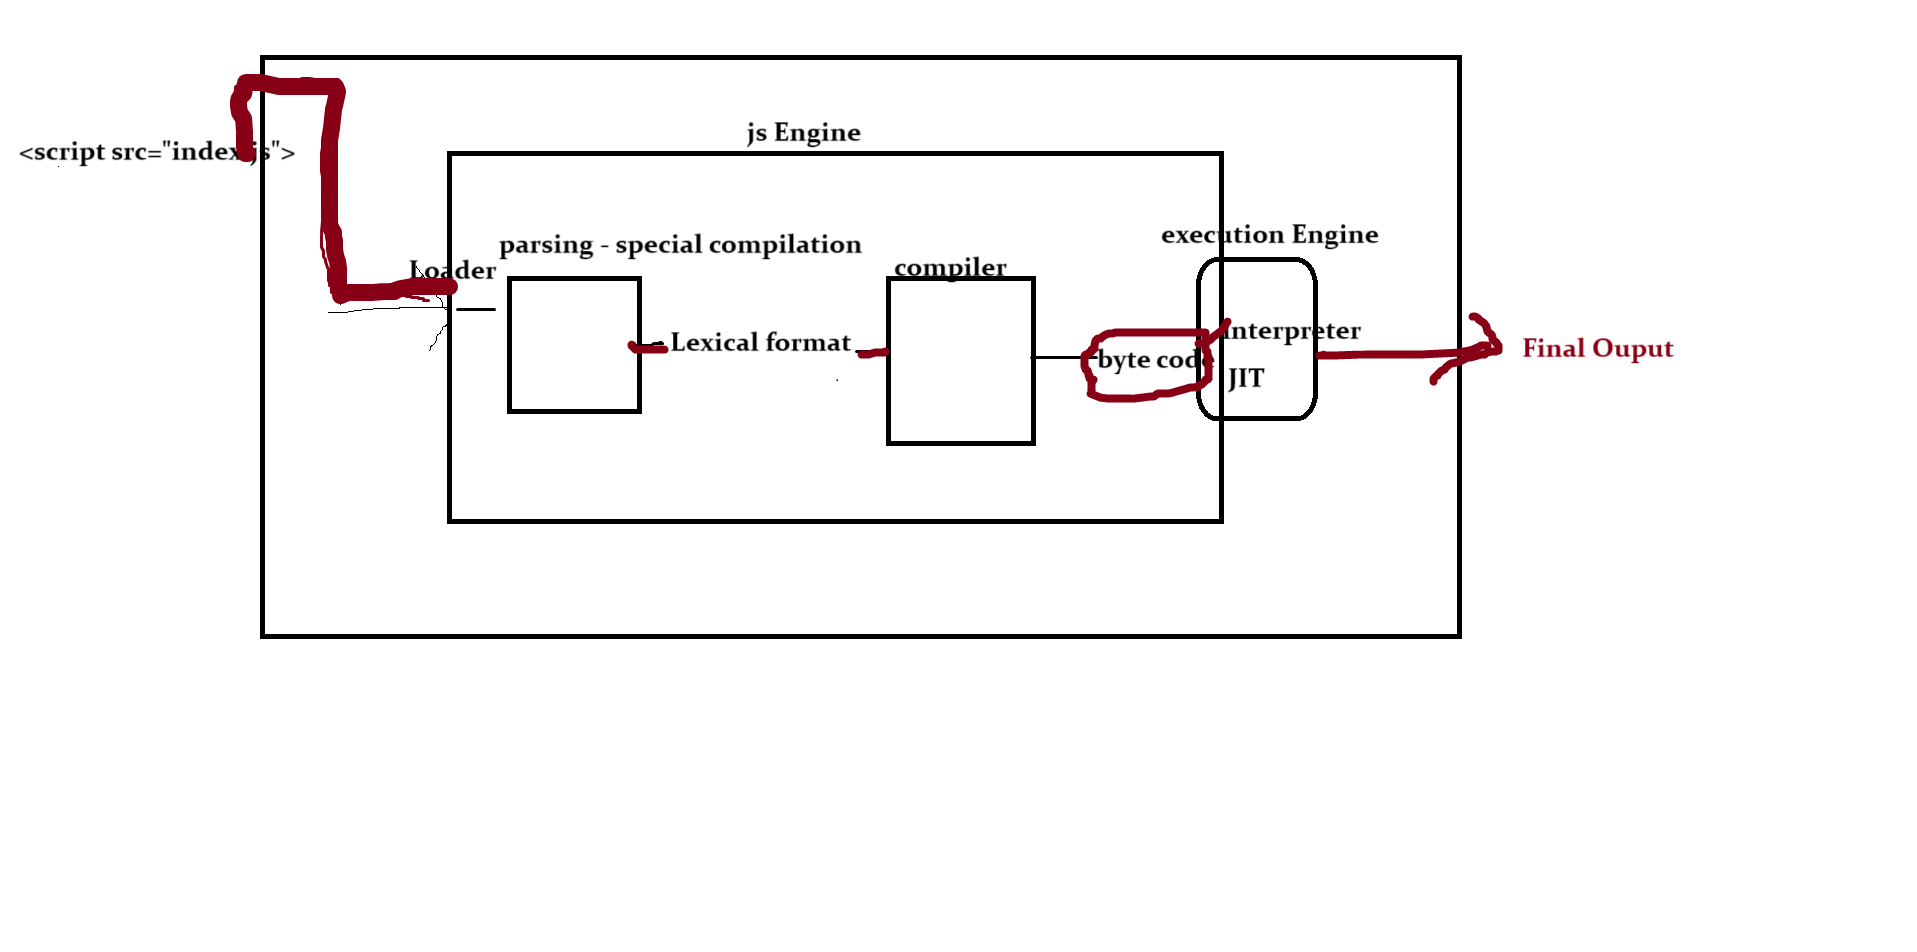 js Engine
<script src="index.js">
execution Engine
parsing - special compilation
Loader
compiler
Interpreter
Lexical format
Final Ouput
byte code
JIT